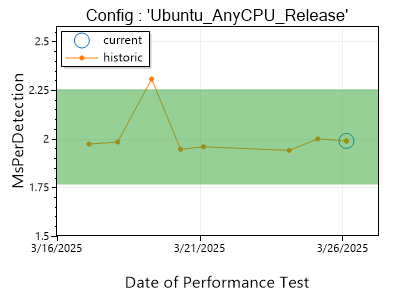 Config : 'Ubuntu_AnyCPU_Release'
current
historic
MsPerDetection
2.5
2.25
2
1.75
1.5
3/16/2025
3/21/2025
3/26/2025
Date of Performance Test